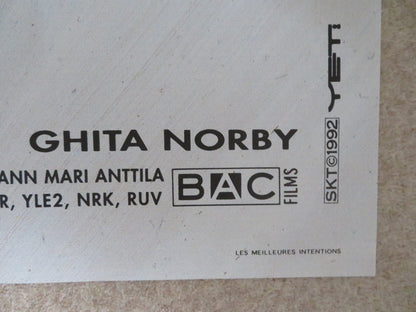 GHITA NORBY
ANN MARI ANTTILA
R, YLE2, NRK, RUV
BAC
FILMS
SKT©1992
YETI
LES MEILLEURES INTENTIONS